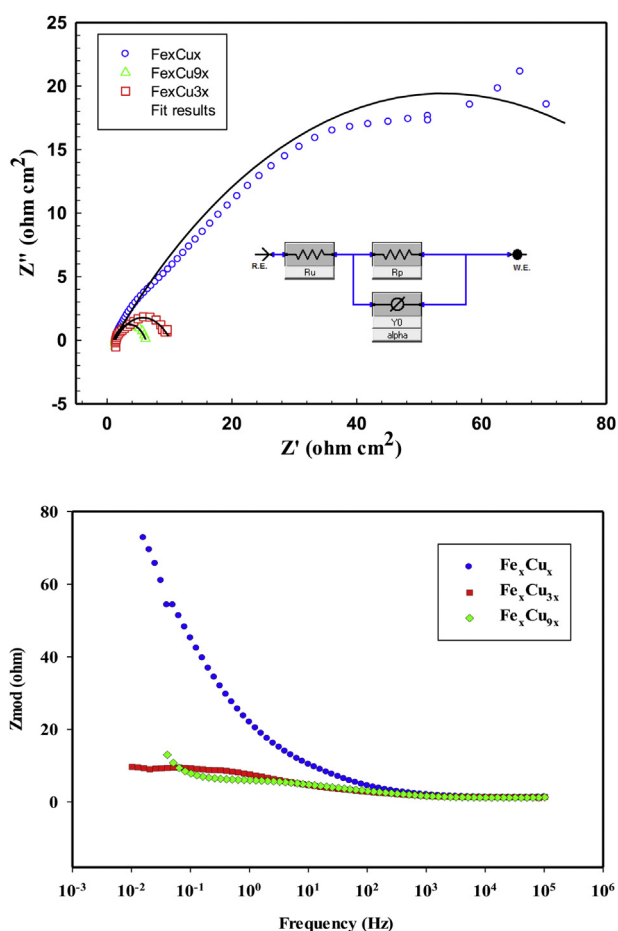 25
20
15
10
5
0
-5
Z'' (ohm cm²)
FexCux
FexCu9x
FexCu3x
Fit results
R.E.
Ru
Rp
W.E.
Y0
alpha
0 20 40 60 80
Z' (ohm cm²)
80
60
40
20
0
Zmod (ohm)
FeₓCuₓ
FeₓCu₃ₓ
FeₓCu₉ₓ
10⁻³ 10⁻² 10⁻¹ 10⁰ 10¹ 10² 10³ 10⁴ 10⁵ 10⁶
Frequency (Hz)